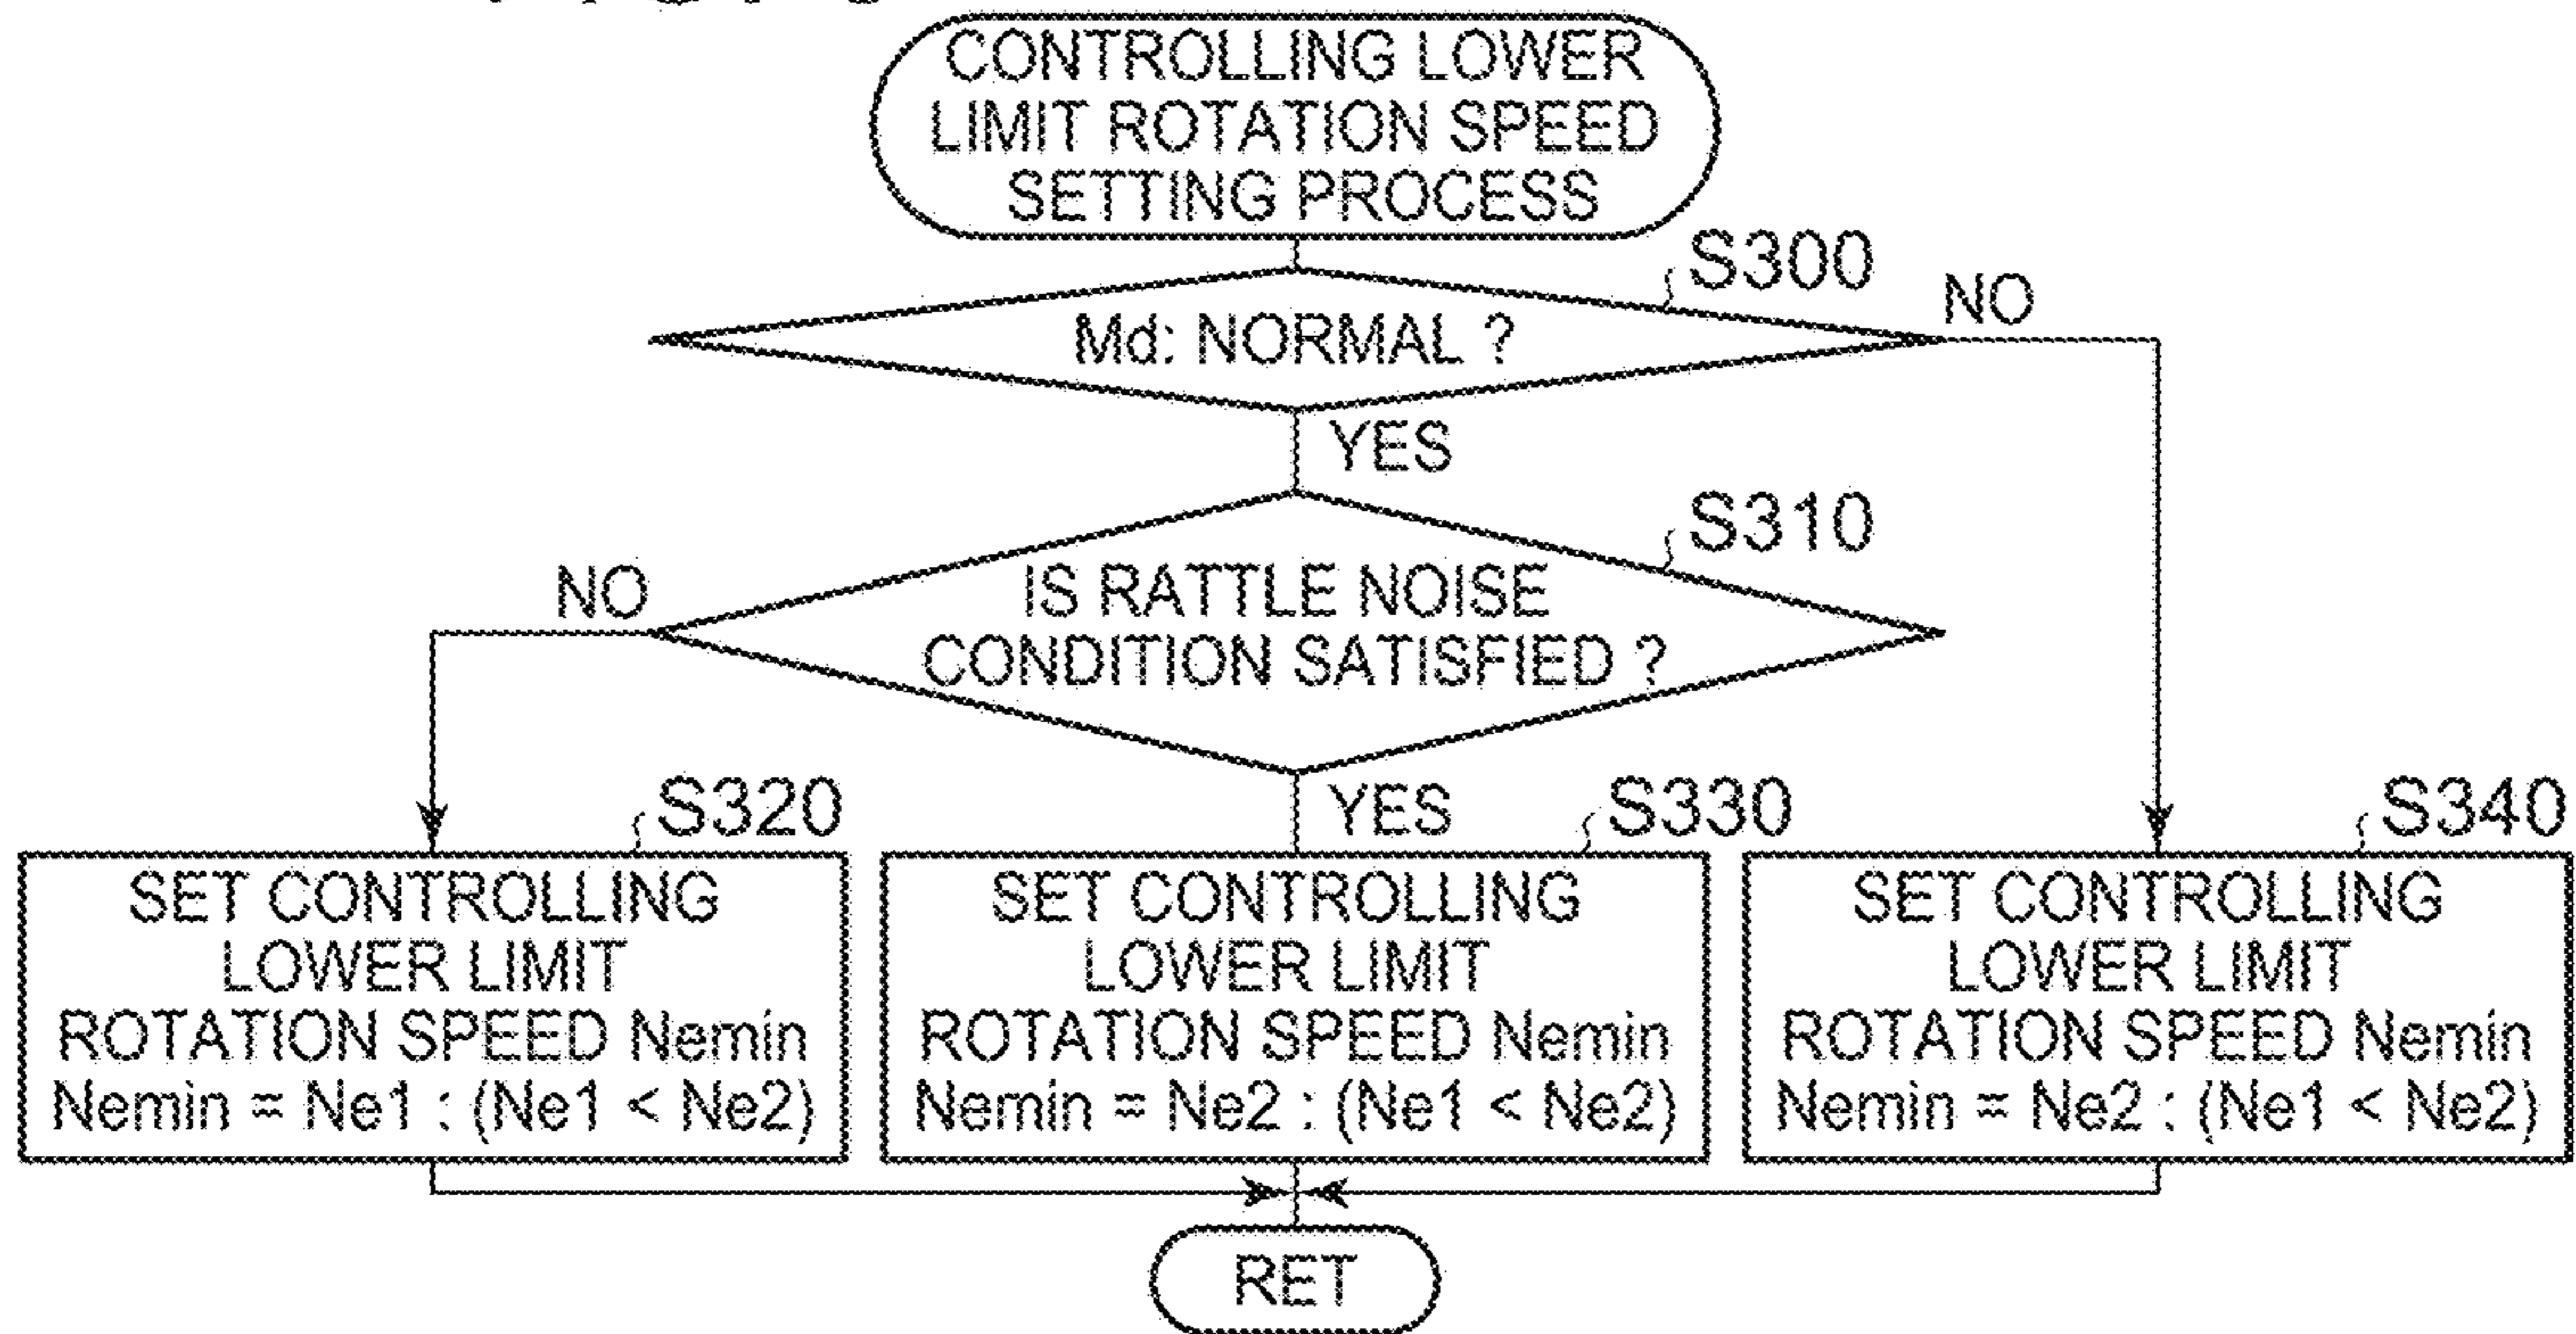 CONTROLLING LOWER
LIMIT ROTATION SPEED
SETTING PROCESS
S300
NO
Md: NORMAL ?
YES
S310
NO
IS RATTLE NOISE
CONDITION SATISFIED ?
YES
S320
SET CONTROLLING
LOWER LIMIT
ROTATION SPEED Nemin
Nemin = Ne1 : (Ne1 < Ne2)
S330
SET CONTROLLING
LOWER LIMIT
ROTATION SPEED Nemin
Nemin = Ne2 : (Ne1 < Ne2)
S340
SET CONTROLLING
LOWER LIMIT
ROTATION SPEED Nemin
Nemin = Ne2 : (Ne1 < Ne2)
RET